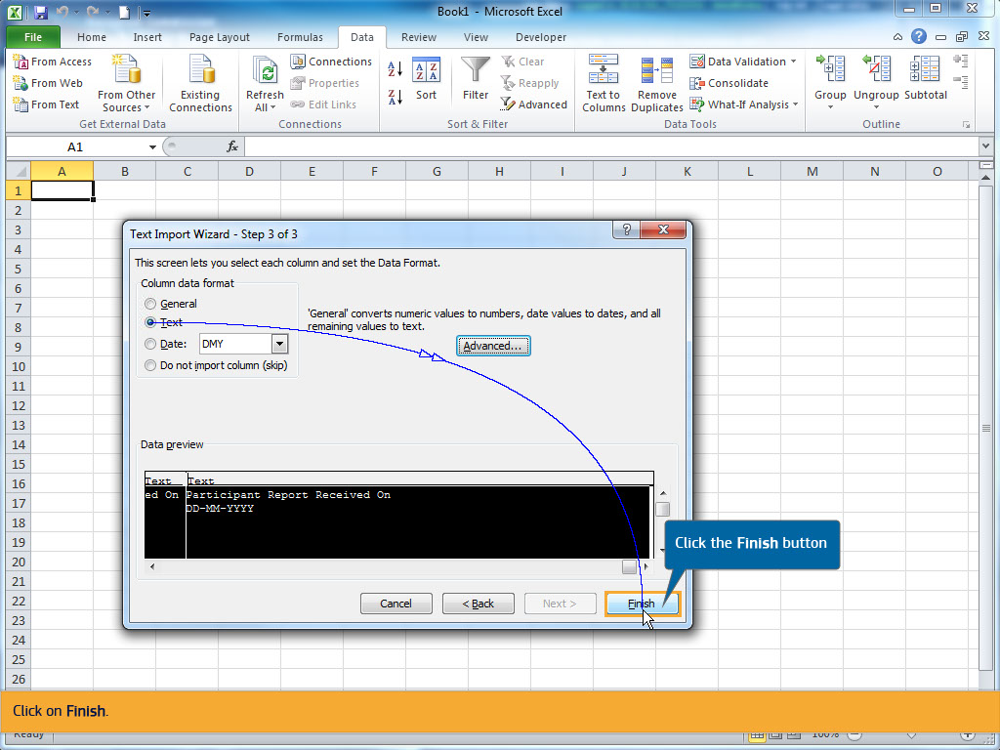 Book1 - Microsoft Excel
File Home Insert Page Layout Formulas Data Review View Developer
From Access
From Web
From Text
From Other Sources
Existing Connections
Get External Data
Refresh All
Connections
Properties
Edit Links
Connections
Sort
Filter
Clear
Reapply
Advanced
Sort & Filter
Text to Columns
Remove Duplicates
Data Validation
Consolidate
What-If Analysis
Data Tools
Group
Ungroup
Subtotal
Outline
A1
fx
A B C D E F G H I J K L M N O
1
2
3
4
5
6
7
8
9
10
11
12
13
14
15
16
17
18
19
20
21
22
23
24
25
26
Text Import Wizard - Step 3 of 3
This screen lets you select each column and set the Data Format.
Column data format
General
Text
Date: DMY
Do not import column (skip)
'General' converts numeric values to numbers, date values to dates, and all
remaining values to text.
Advanced...
Data preview
Text Text
ed On Participant Report Received On
DD-MM-YYYY
Cancel < Back Next > Finish
Click the Finish button
Click on Finish.
Ready 100%